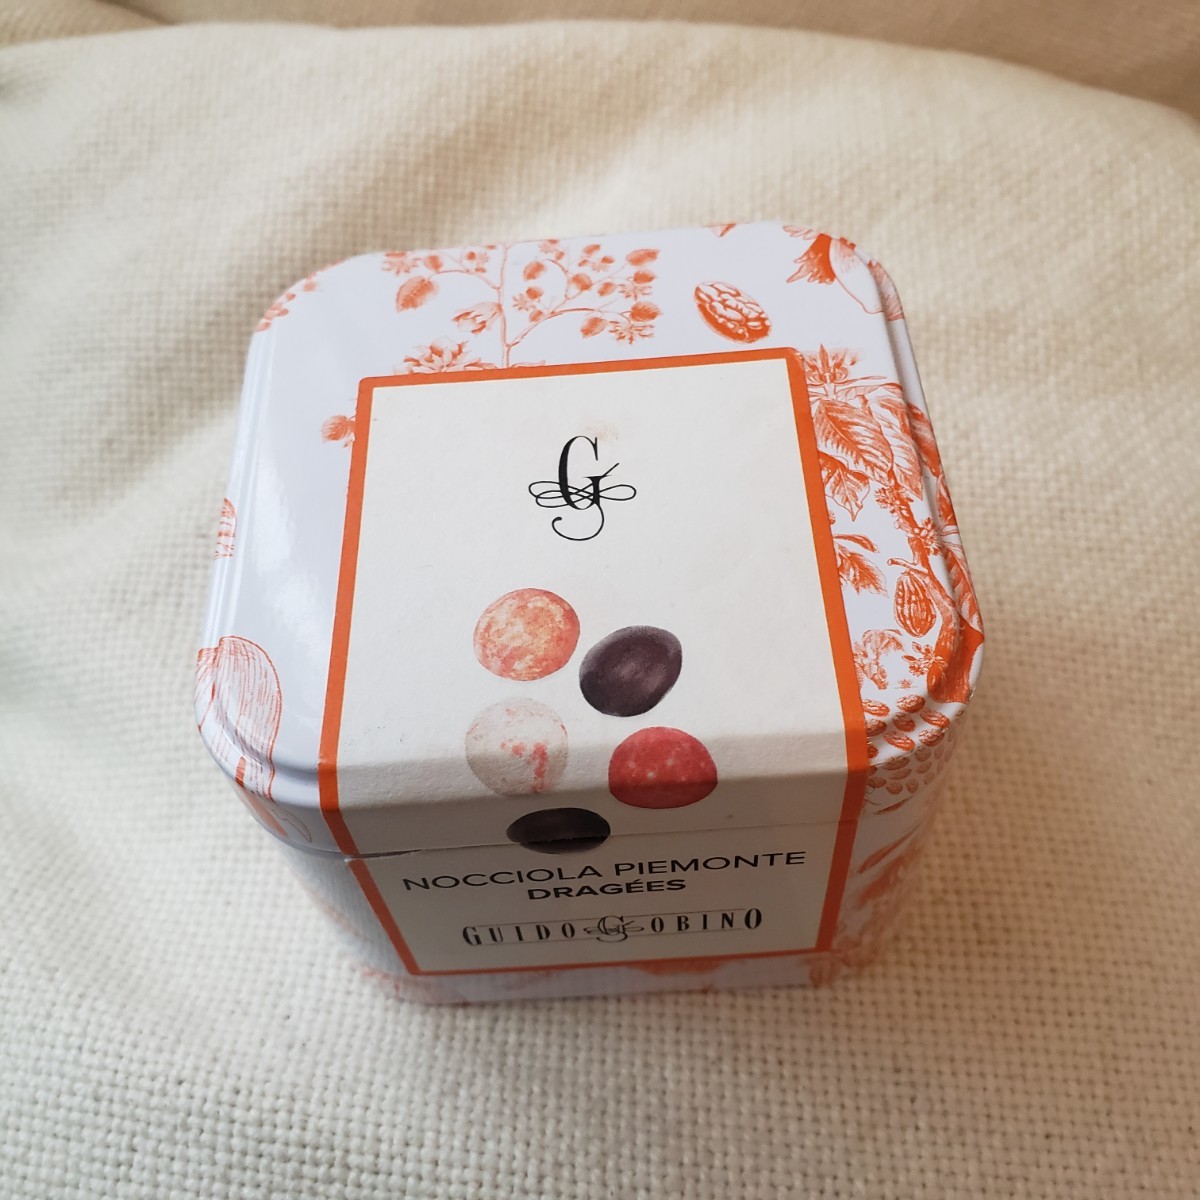 G
NOCCIOLA PIEMONTE
DRAGÉES
GUIDO GOBINO